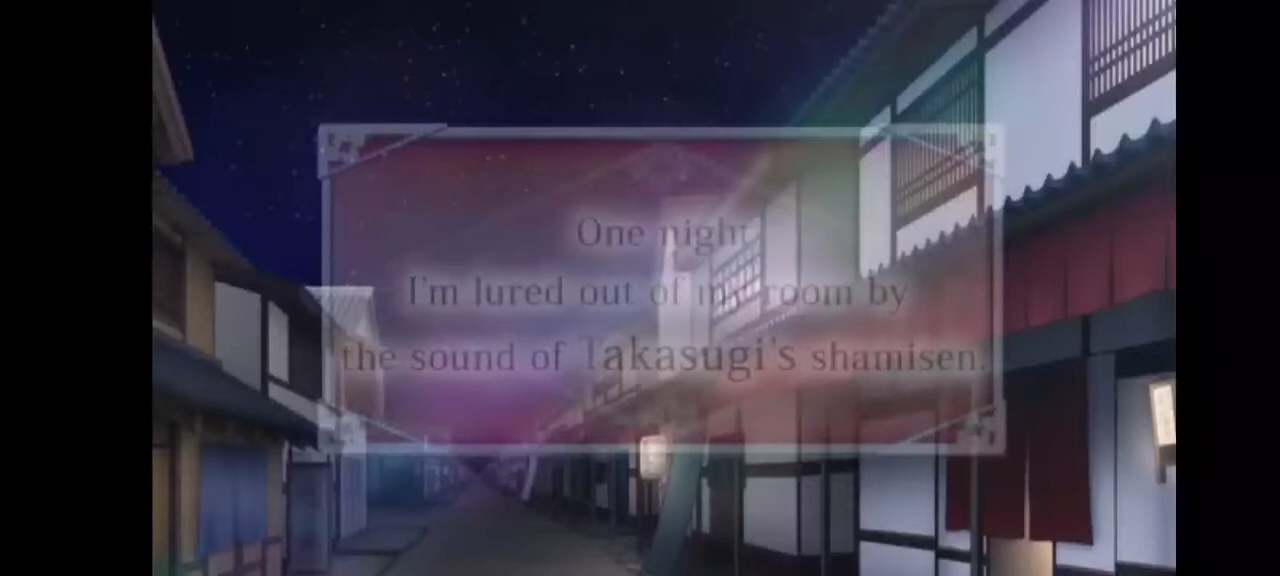 One night
I'm lured out of my room by
the sound of Takasugi's shamisen.